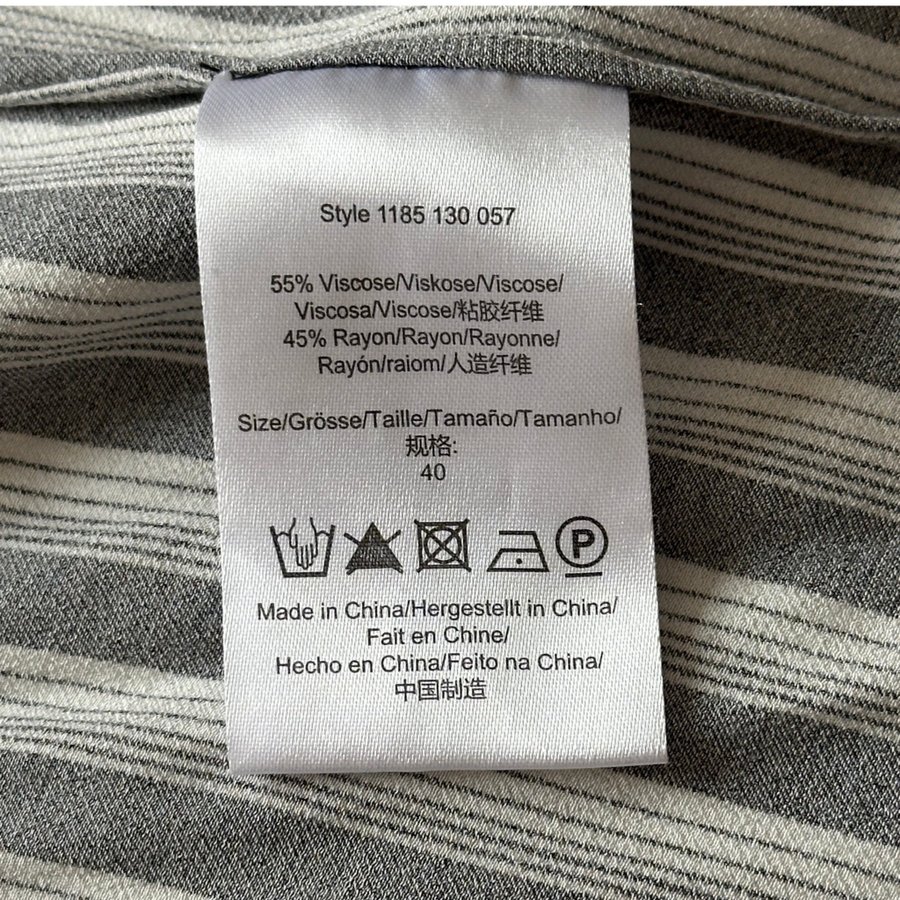 Style 1185 130 057
55% Viscose/Viskose/Viscose/
Viscosa/Viscose/粘胶纤维
45% Rayon/Rayon/Rayonne/
Rayón/raiom/人造纤维
Size/Grösse/Taille/Tamaño/Tamanho/
规格:
40
P
Made in China/Hergestellt in China/
Fait en Chine/
Hecho en China/Feito na China/
中国制造